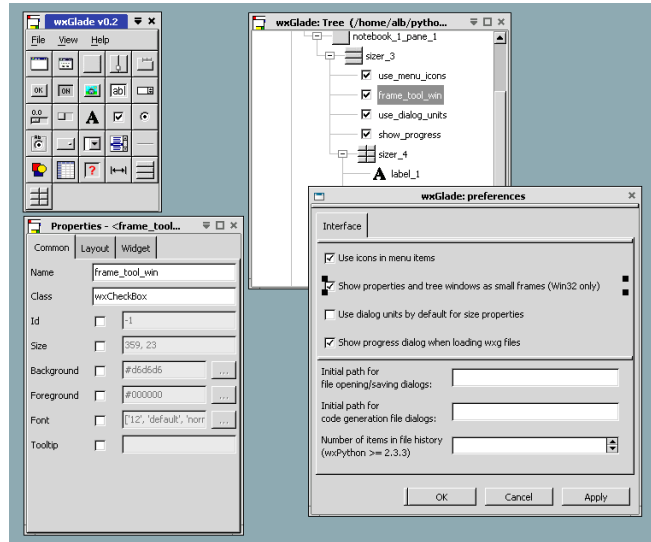 wxGlade v0.2
File View Help
OK ON ab
0.0 A
Ab
?
wxGlade: Tree (/home/alb/pytho...
notebook_1_pane_1
sizer_3
use_menu_icons
frame_tool_win
use_dialog_units
show_progress
sizer_4
A label_1
Properties - <frame_tool...
Common Layout Widget
Name frame_tool_win
Class wxCheckBox
Id -1
Size 359, 23
Background #d6d6d6 ...
Foreground #000000 ...
Font ['12', 'default', 'norr ...
Tooltip
wxGlade: preferences
Interface
Use icons in menu items
Show properties and tree windows as small frames (Win32 only)
Use dialog units by default for size properties
Show progress dialog when loading wxg files
Initial path for
file opening/saving dialogs:
Initial path for
code generation file dialogs:
Number of items in file history
(wxPython >= 2.3.3)
OK Cancel Apply